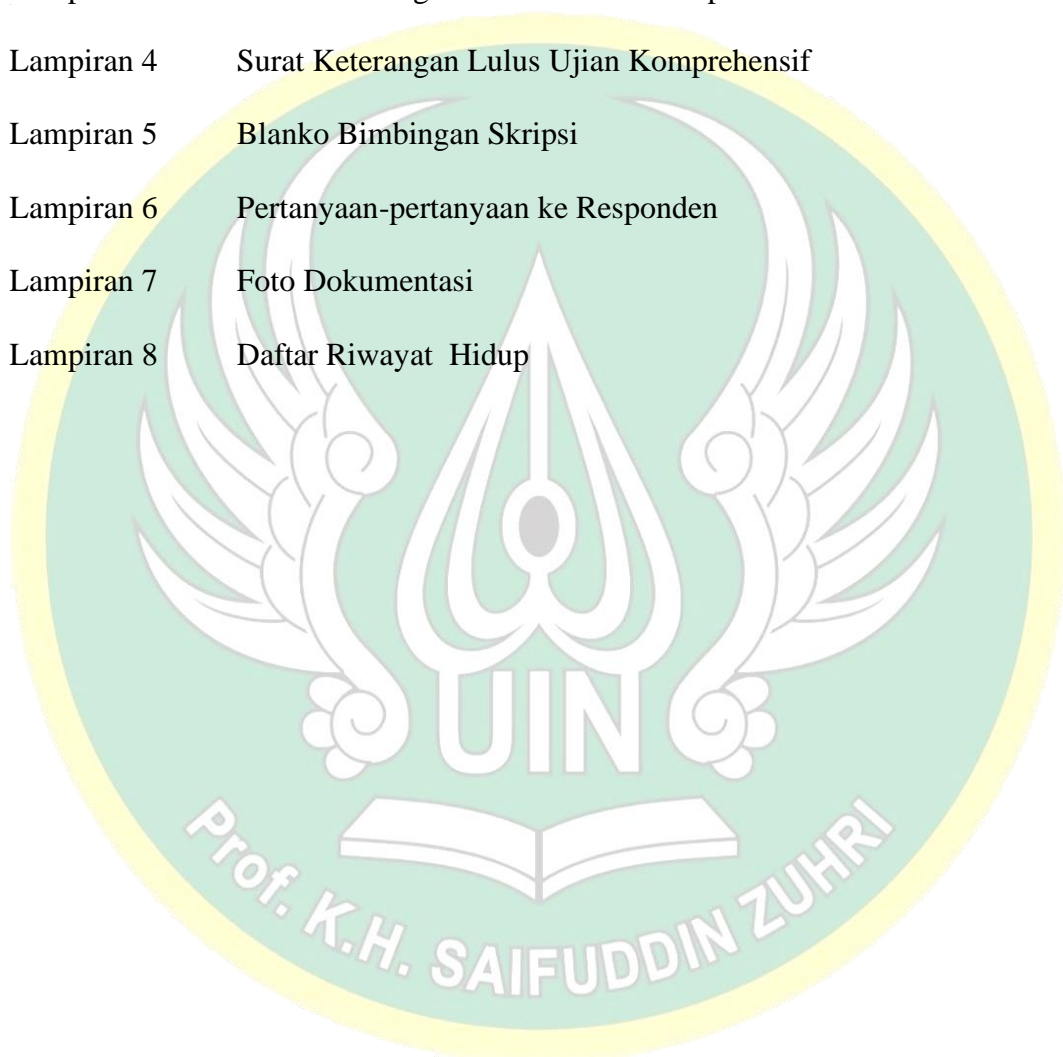 Lampiran 4 Surat Keterangan Lulus Ujian Komprehensif
Lampiran 5 Blanko Bimbingan Skripsi
Lampiran 6 Pertanyaan-pertanyaan ke Responden
Lampiran 7 Foto Dokumentasi
Lampiran 8 Daftar Riwayat Hidup
UIN
Prof. K.H. SAIFUDDIN ZUHRI